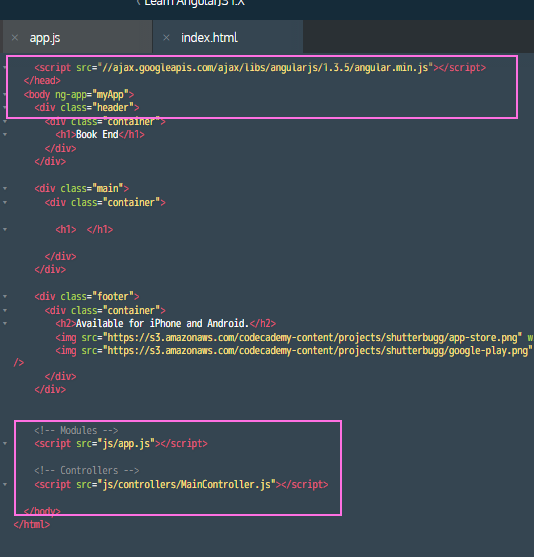 Learn AngularJS 1.X
app.js
index.html
<script src="//ajax.googleapis.com/ajax/libs/angularjs/1.3.5/angular.min.js"></script>
</head>
<body ng-app="myApp">
<div class="header">
<div class="container">
<h1>Book End</h1>
</div>
</div>
<div class="main">
<div class="container">
<h1>  </h1>
</div>
</div>
<div class="footer">
<div class="container">
<h2>Available for iPhone and Android.</h2>
<img src="https://s3.amazonaws.com/codecademy-content/projects/shutterbugg/app-store.png" w
<img src="https://s3.amazonaws.com/codecademy-content/projects/shutterbugg/google-play.png"
/>
</div>
</div>
<!-- Modules -->
<script src="js/app.js"></script>
<!-- Controllers -->
<script src="js/controllers/MainController.js"></script>
</body>
</html>